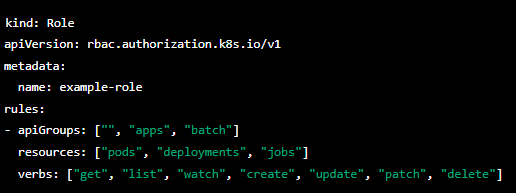 kind: Role
apiVersion: rbac.authorization.k8s.io/v1
metadata:
  name: example-role
rules:
- apiGroups: ["", "apps", "batch"]
  resources: ["pods", "deployments", "jobs"]
  verbs: ["get", "list", "watch", "create", "update", "patch", "delete"]